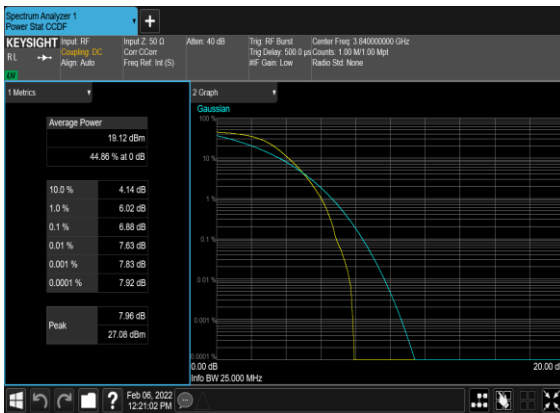 Spectrum Analyzer 1
Power Stat CCDF
KEYSIGHT
Input: RF
Input Z: 50 Ω
Atten: 40 dB
Trig: RF Burst
Center Freq: 3.840000000 GHz
RL
Coupling: DC
Corr CCorr
Trig Delay: 500.0 µs
Counts: 1.00 M/1.00 Mpt
Align: Auto
Freq Ref: Int (S)
#IF Gain: Low
Radio Std: None
1 Metrics
2 Graph
Average Power
19.12 dBm
44.86 % at 0 dB
10.0 % 4.14 dB
1.0 % 6.02 dB
0.1 % 6.88 dB
0.01 % 7.63 dB
0.001 % 7.83 dB
0.0001 % 7.92 dB
Peak
7.96 dB
27.08 dBm
Gaussian
100 %
10 %
1 %
0.1 %
0.01 %
0.001 %
0.0001 %
0.00 dB
20.00 d
Info BW 25.000 MHz
Feb 06, 2022
12:21:02 PM